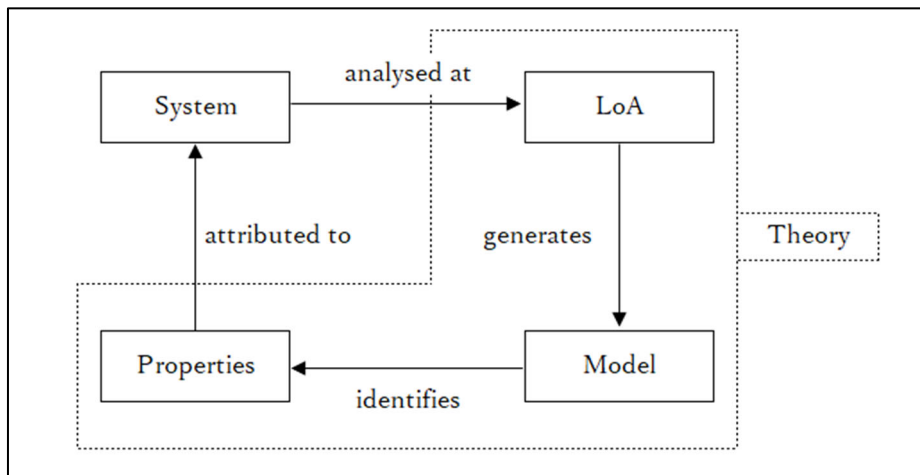 analysed at
System
LoA
attributed to
generates
Theory
Properties
Model
identifies